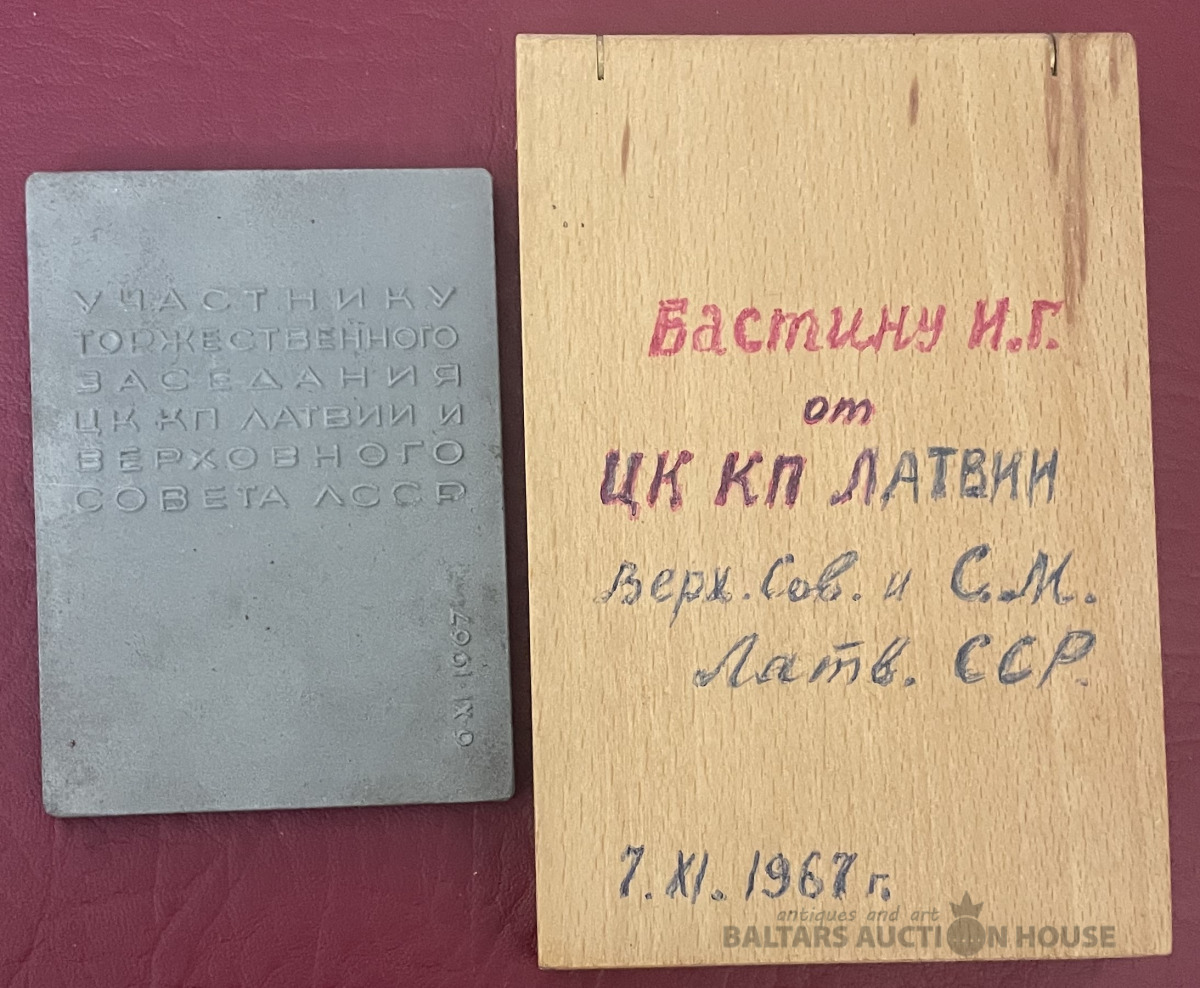 УЧАСТНИКУ
ТОРЖЕСТВЕННОГО
ЗАСЕДАНИЯ
ЦК КП ЛАТВИИ И
ВЕРХОВНОГО
СОВЕТА ЛССР
6·XI·1967
Бастину И.Г.
от
ЦК КП ЛАТВИИ
Верх. Сов. и С.М.
Латв. ССР.
7. XI. 1967 г.
antiques and art
BALTARS AUCTION HOUSE